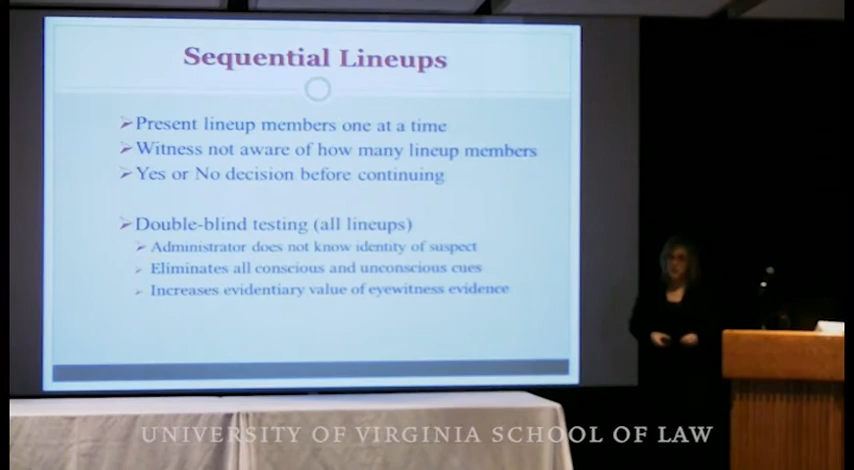 Sequential Lineups
➢Present lineup members one at a time
➢Witness not aware of how many lineup members
➢Yes or No decision before continuing
➢Double-blind testing (all lineups)
➢ Administrator does not know identity of suspect
➢ Eliminates all conscious and unconscious cues
➢ Increases evidentiary value of eyewitness evidence
UNIVERSITY OF VIRGINIA SCHOOL OF LAW